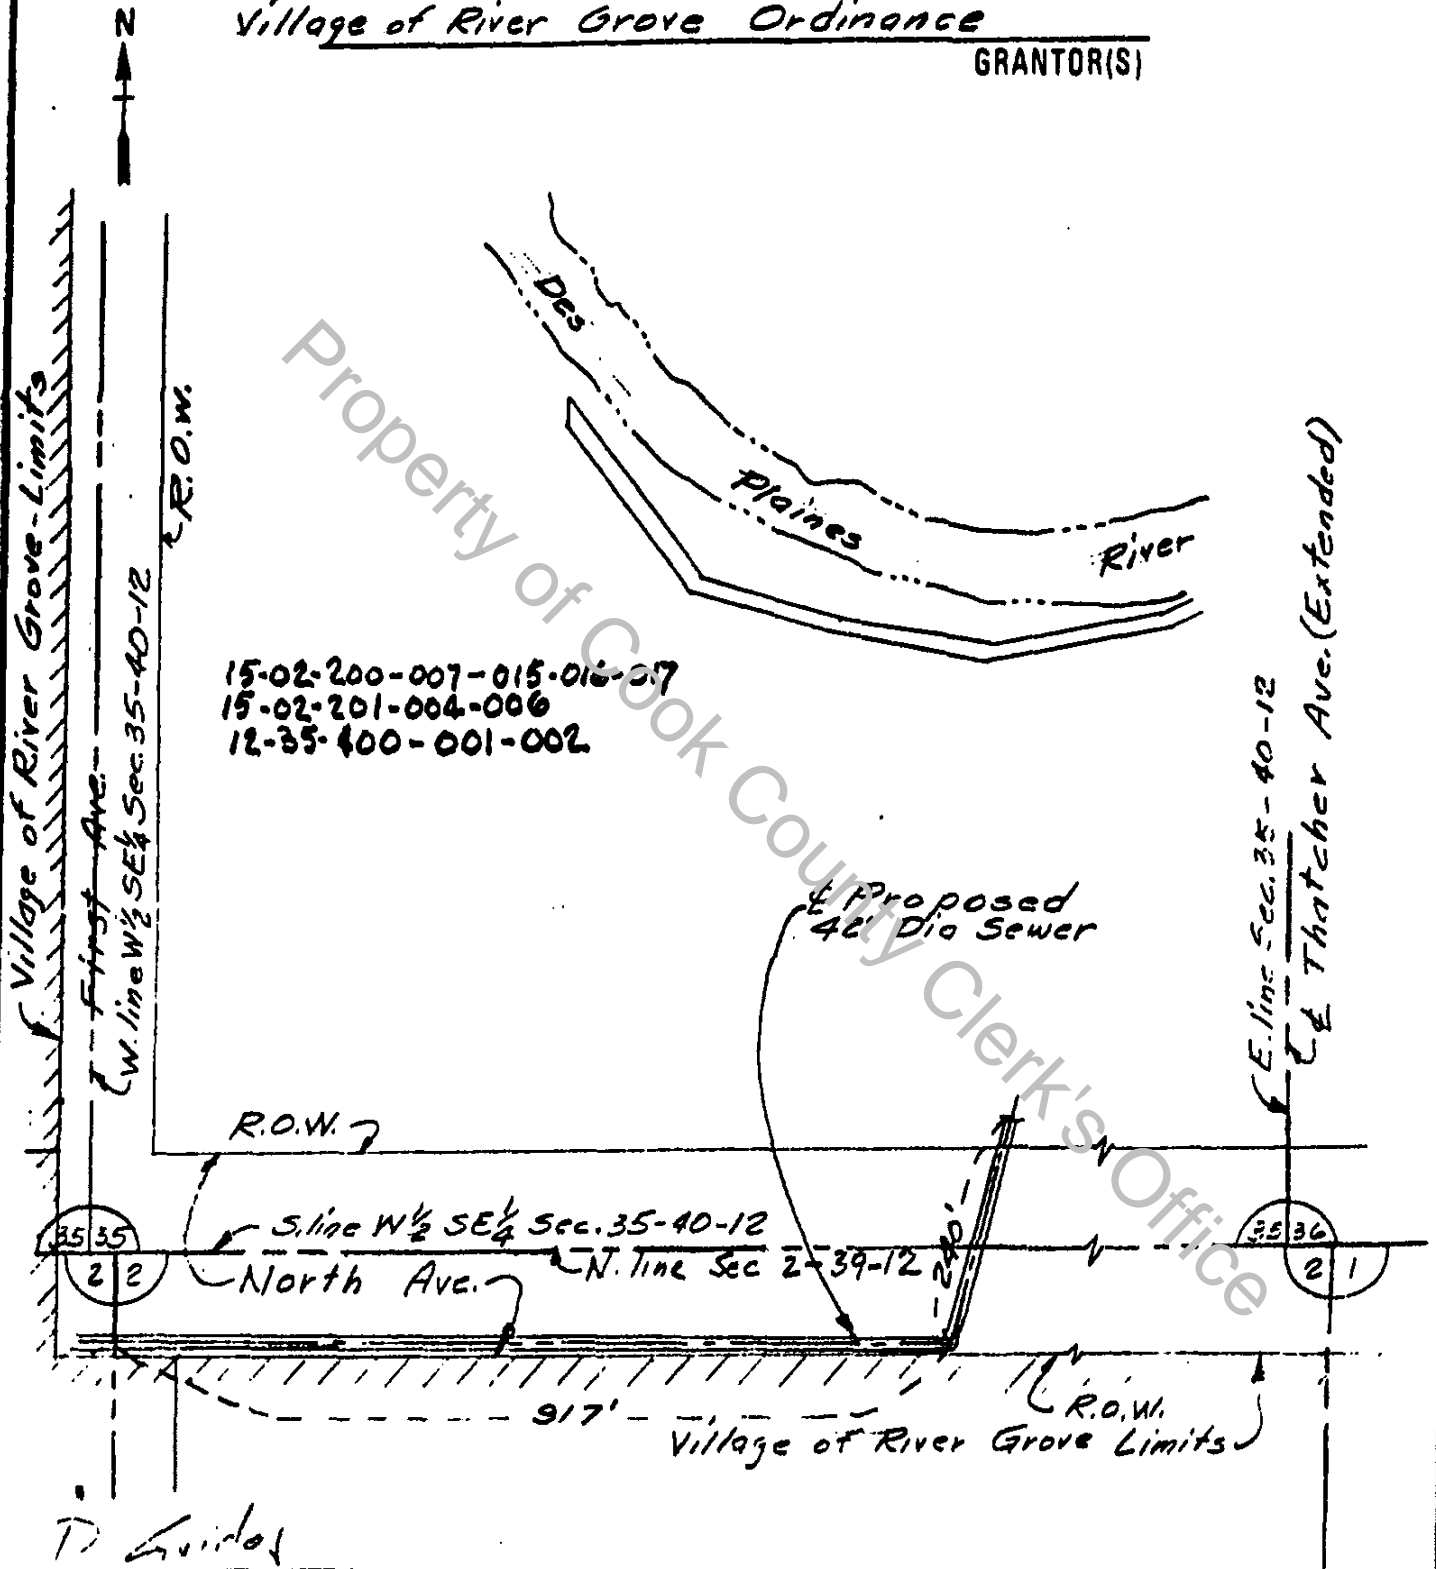 Village of River Grove Ordinance
GRANTOR(S)
N
Des
Plaines
River
Village of River Grove-Limits
First Ave.
W. line W½ SE¼ Sec. 35-40-12
R.O.W.
15-02-200-007-015-016-017
15-02-201-004-006
12-35-400-001-002
℄ Proposed
Dia Sewer
E. line Sec. 35-40-12
℄ Thatcher Ave. (Extended)
R.O.W.
35 35
2 2
S. line W½ SE¼ Sec. 35-40-12
N. line Sec 2-39-12
North Ave.
240'
35 36
2 1
917'
R.O.W.
Village of River Grove Limits
Property of Cook County Clerk's Office